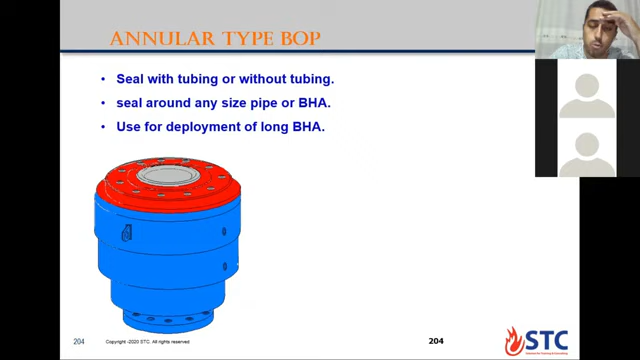 ANNULAR TYPE BOP
• Seal with tubing or without tubing.
• seal around any size pipe or BHA.
• Use for deployment of long BHA.
204
Copyright -2020 STC. All rights reserved
204
STC